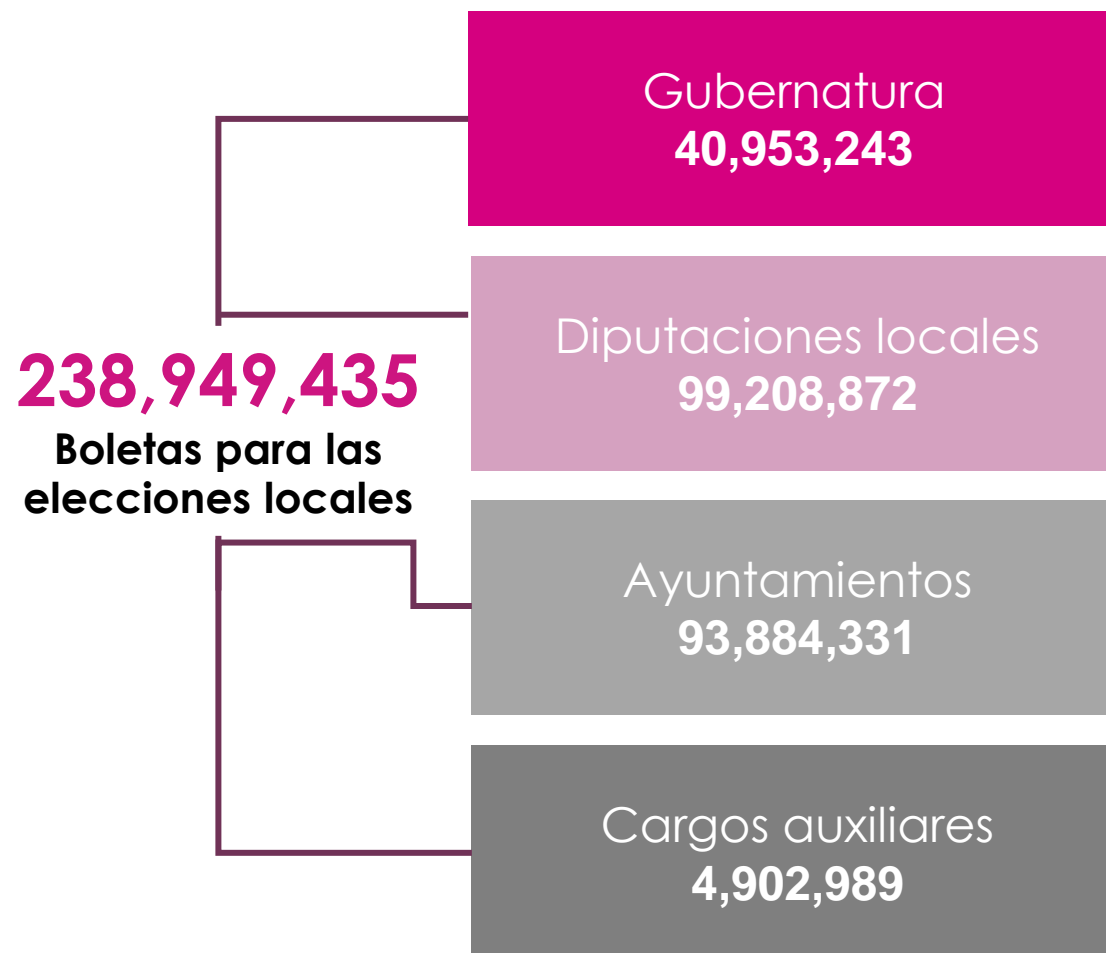 Gubernatura
40,953,243
Diputaciones locales
99,208,872
238,949,435
Boletas para las
elecciones locales
Ayuntamientos
93,884,331
Cargos auxiliares
4,902,989